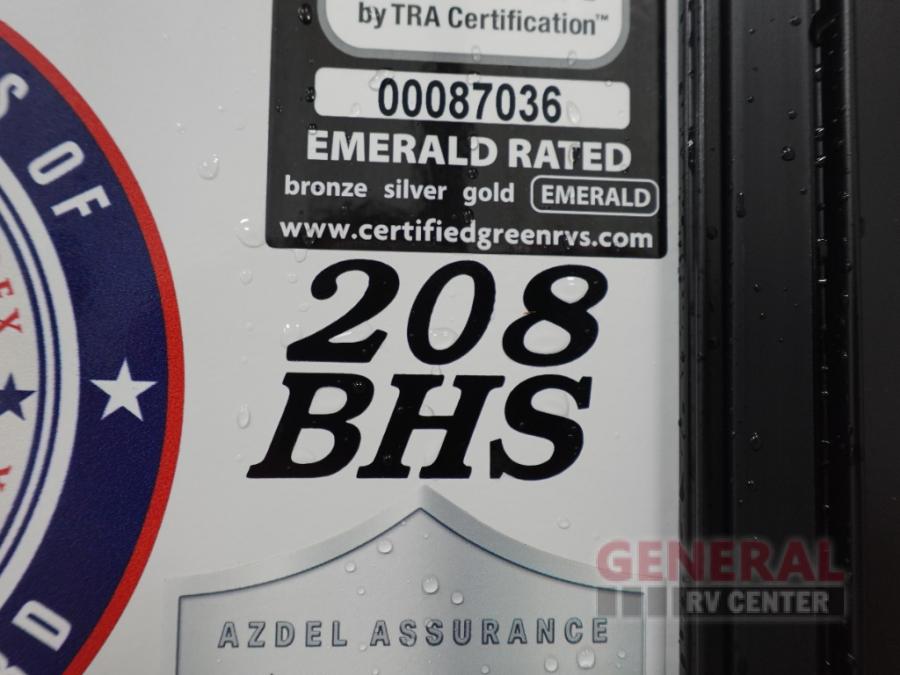 by TRA Certification™
00087036
EMERALD RATED
bronze silver gold EMERALD
www.certifiedgreenrvs.com
208
BHS
AZDEL ASSURANCE
OF
GENERAL
RV CENTER